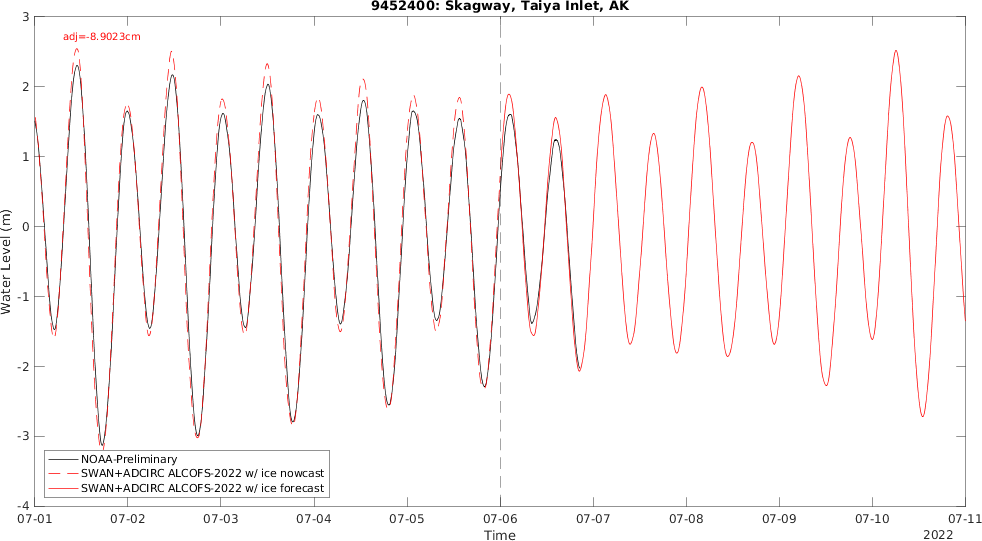 9452400: Skagway, Taiya Inlet, AK
adj=-8.9023cm
Water Level (m)
3
2
1
0
-1
-2
-3
-4
NOAA-Preliminary
SWAN+ADCIRC ALCOFS-2022 w/ ice nowcast
SWAN+ADCIRC ALCOFS-2022 w/ ice forecast
07-01 07-02 07-03 07-04 07-05 07-06 07-07 07-08 07-09 07-10 07-11
Time
2022